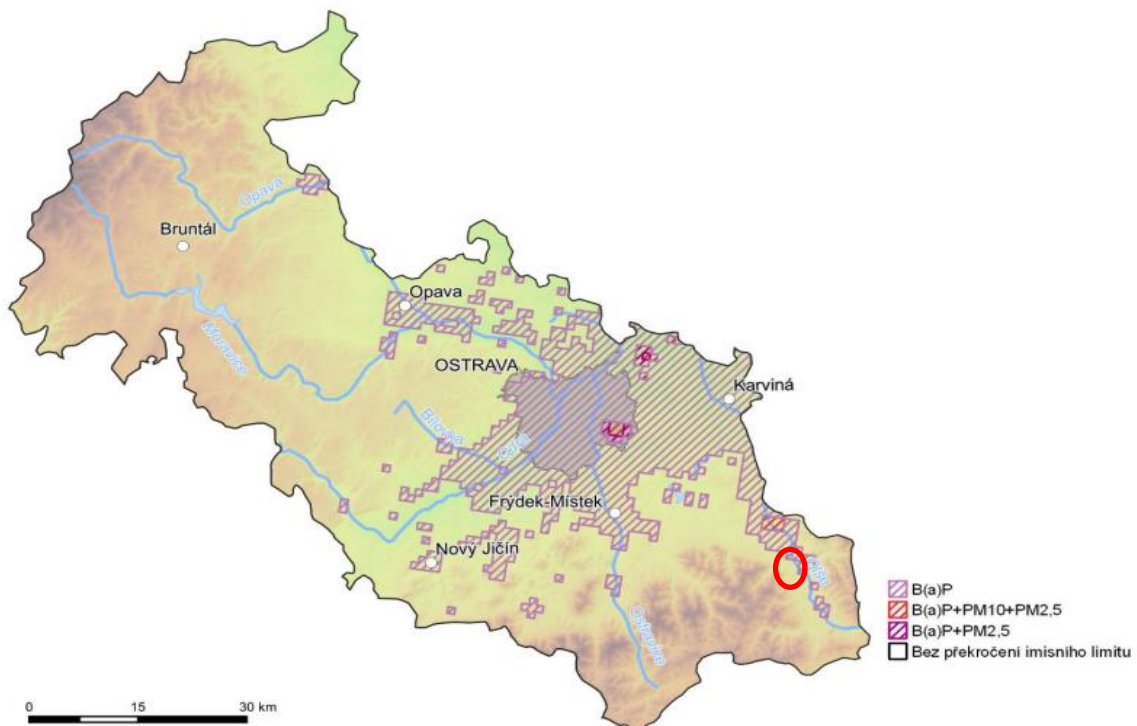 Opava
Bruntál
Opava
Moravice
OSTRAVA
Karviná
Bílovka
Odra
Frýdek-Místek
Nový Jičín
Olše
Ostravice
B(a)P
B(a)P+PM10+PM2,5
B(a)P+PM2,5
Bez překročení imisního limitu
0 15 30 km